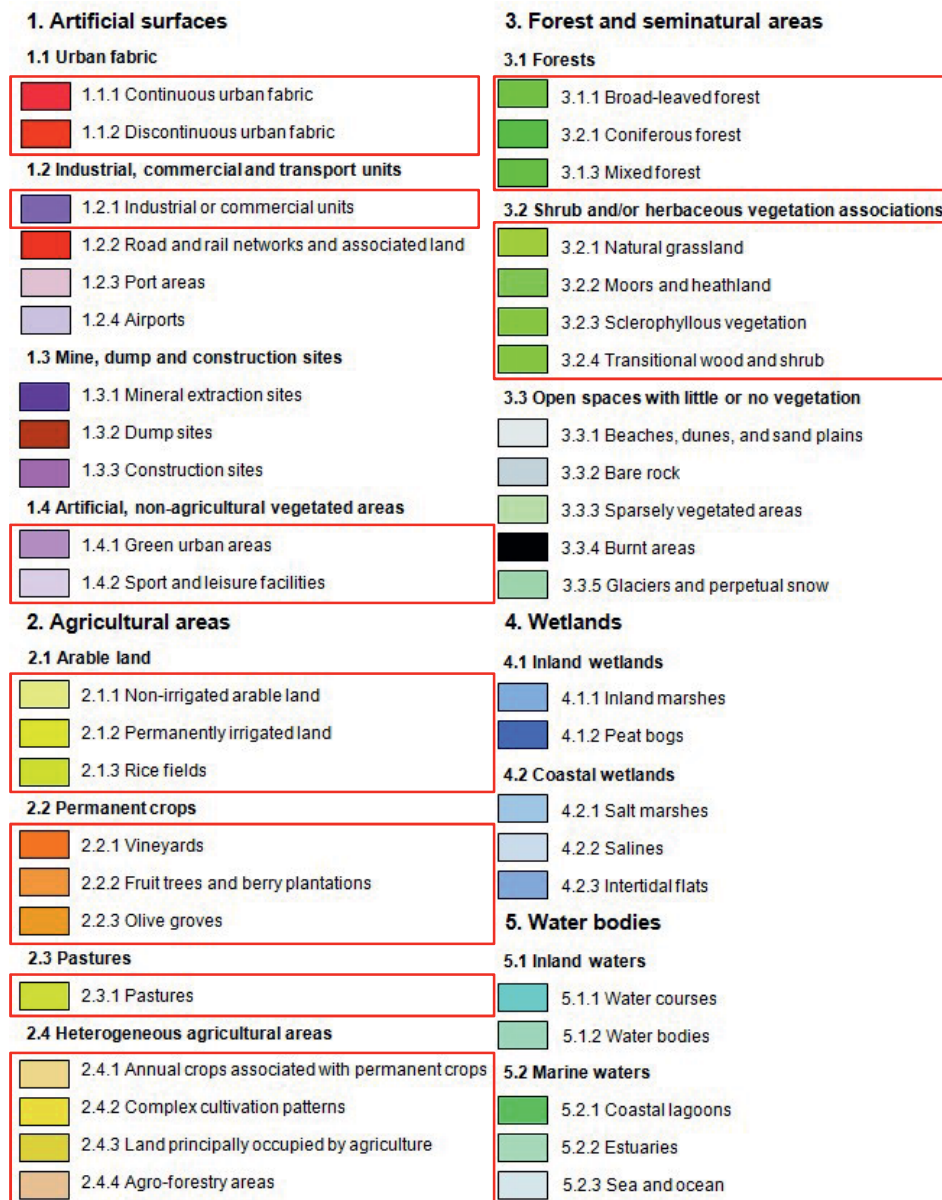 1. Artificial surfaces
1.1 Urban fabric
1.1.1 Continuous urban fabric
1.1.2 Discontinuous urban fabric
1.2 Industrial, commercial and transport units
1.2.1 Industrial or commercial units
1.2.2 Road and rail networks and associated land
1.2.3 Port areas
1.2.4 Airports
1.3 Mine, dump and construction sites
1.3.1 Mineral extraction sites
1.3.2 Dump sites
1.3.3 Construction sites
1.4 Artificial, non-agricultural vegetated areas
1.4.1 Green urban areas
1.4.2 Sport and leisure facilities
2. Agricultural areas
2.1 Arable land
2.1.1 Non-irrigated arable land
2.1.2 Permanently irrigated land
2.1.3 Rice fields
2.2 Permanent crops
2.2.1 Vineyards
2.2.2 Fruit trees and berry plantations
2.2.3 Olive groves
2.3 Pastures
2.3.1 Pastures
2.4 Heterogeneous agricultural areas
2.4.1 Annual crops associated with permanent crops
2.4.2 Complex cultivation patterns
2.4.3 Land principally occupied by agriculture
2.4.4 Agro-forestry areas
3. Forest and seminatural areas
3.1 Forests
3.1.1 Broad-leaved forest
3.2.1 Coniferous forest
3.1.3 Mixed forest
3.2 Shrub and/or herbaceous vegetation associations
3.2.1 Natural grassland
3.2.2 Moors and heathland
3.2.3 Sclerophyllous vegetation
3.2.4 Transitional wood and shrub
3.3 Open spaces with little or no vegetation
3.3.1 Beaches, dunes, and sand plains
3.3.2 Bare rock
3.3.3 Sparsely vegetated areas
3.3.4 Burnt areas
3.3.5 Glaciers and perpetual snow
4. Wetlands
4.1 Inland wetlands
4.1.1 Inland marshes
4.1.2 Peat bogs
4.2 Coastal wetlands
4.2.1 Salt marshes
4.2.2 Salines
4.2.3 Intertidal flats
5. Water bodies
5.1 Inland waters
5.1.1 Water courses
5.1.2 Water bodies
5.2 Marine waters
5.2.1 Coastal lagoons
5.2.2 Estuaries
5.2.3 Sea and ocean